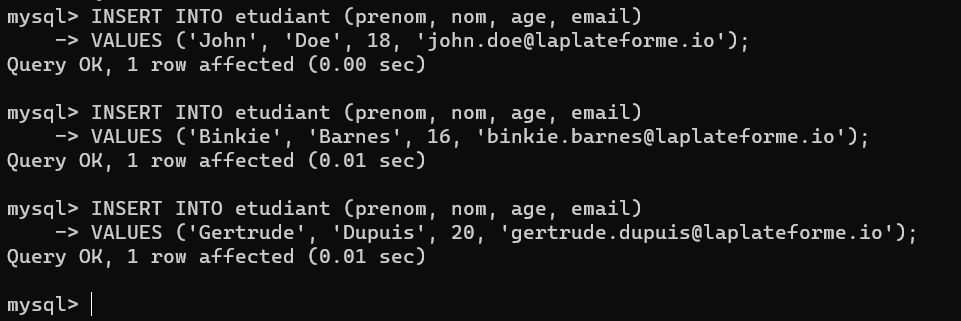 mysql> INSERT INTO etudiant (prenom, nom, age, email)
    -> VALUES ('John', 'Doe', 18, 'john.doe@laplateforme.io');
Query OK, 1 row affected (0.00 sec)

mysql> INSERT INTO etudiant (prenom, nom, age, email)
    -> VALUES ('Binkie', 'Barnes', 16, 'binkie.barnes@laplateforme.io');
Query OK, 1 row affected (0.01 sec)

mysql> INSERT INTO etudiant (prenom, nom, age, email)
    -> VALUES ('Gertrude', 'Dupuis', 20, 'gertrude.dupuis@laplateforme.io');
Query OK, 1 row affected (0.01 sec)

mysql>